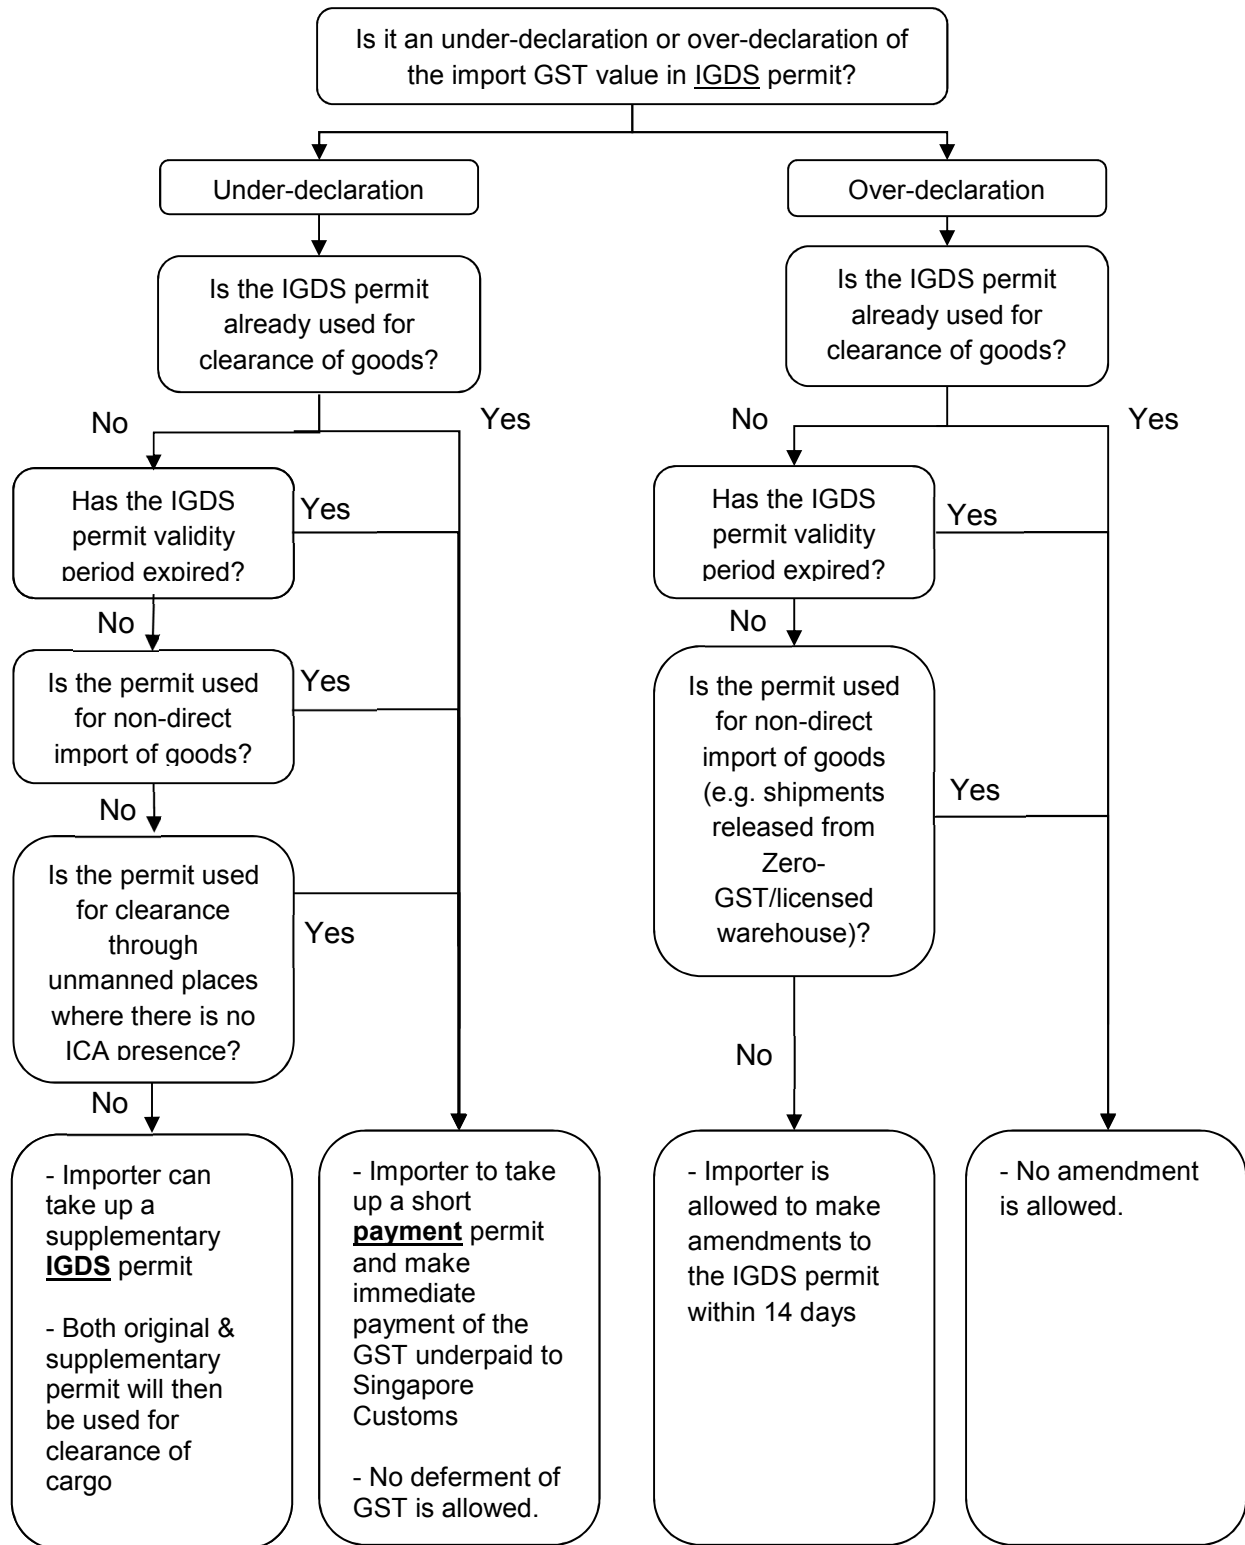 Is it an under-declaration or over-declaration of
the import GST value in IGDS permit?
Under-declaration
Over-declaration
Is the IGDS permit
already used for
clearance of goods?
Is the IGDS permit
already used for
clearance of goods?
No
Yes
No
Yes
Has the IGDS
permit validity
period expired?
Yes
Has the IGDS
permit validity
period expired?
Yes
No
No
Is the permit used
for non-direct
import of goods?
Yes
Is the permit used
for non-direct
import of goods
(e.g. shipments
released from
Zero-
GST/licensed
warehouse)?
Yes
No
Is the permit used
for clearance
through
unmanned places
where there is no
ICA presence?
Yes
No
No
- Importer can
take up a
supplementary
IGDS permit
- Both original &
supplementary
permit will then
be used for
clearance of
cargo
- Importer to take
up a short
payment permit
and make
immediate
payment of the
GST underpaid to
Singapore
Customs
- No deferment of
GST is allowed.
- Importer is
allowed to make
amendments to
the IGDS permit
within 14 days
- No amendment
is allowed.